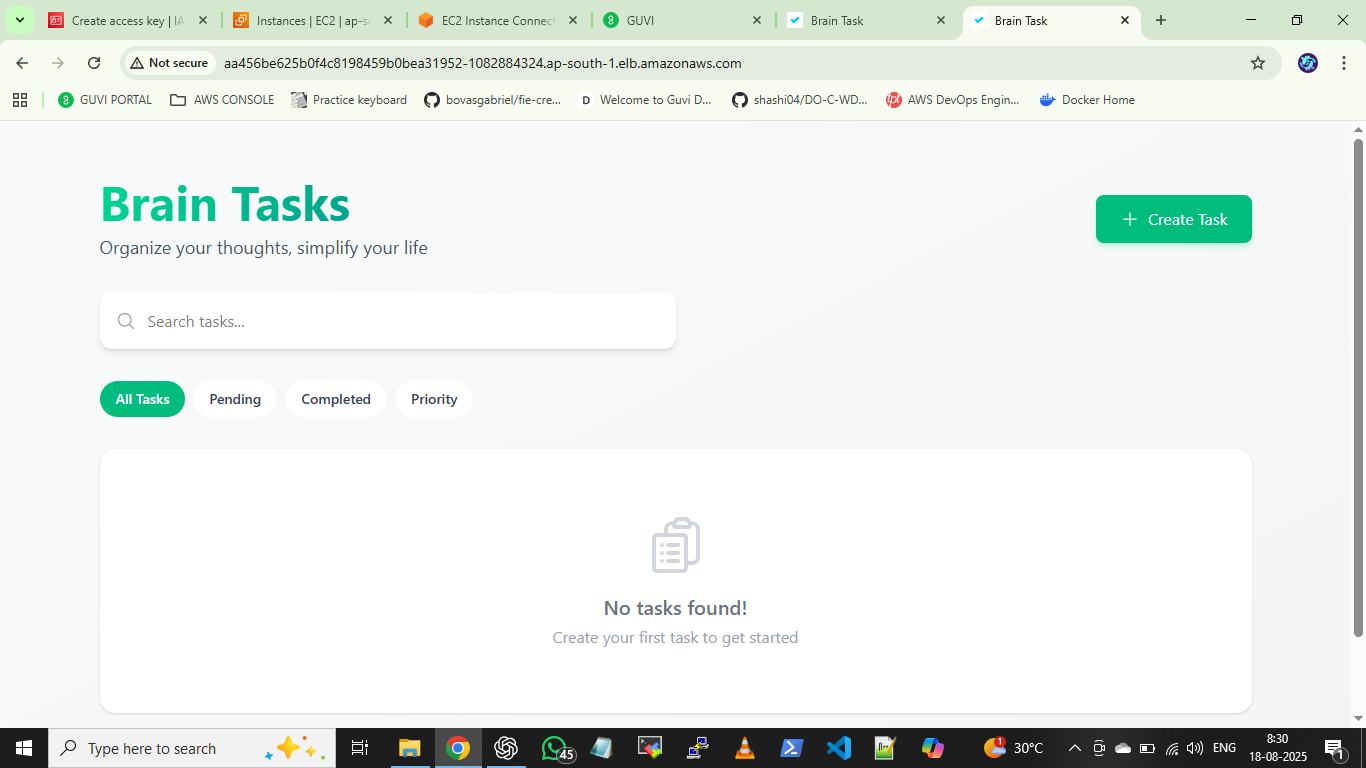 Create access key | IA
Instances | EC2 | ap-s
EC2 Instance Connect
GUVI
Brain Task
Brain Task
Not secure
aa456be625b0f4c8198459b0bea31952-1082884324.ap-south-1.elb.amazonaws.com
GUVI PORTAL
AWS CONSOLE
Practice keyboard
bovasgabriel/fie-cre...
D Welcome to Guvi D...
shashi04/DO-C-WD...
AWS DevOps Engin...
Docker Home
Brain Tasks
Organize your thoughts, simplify your life
Create Task
Search tasks...
All Tasks
Pending
Completed
Priority
No tasks found!
Create your first task to get started
Type here to search
45
1
30°C
ENG
8:30
18-08-2025
1